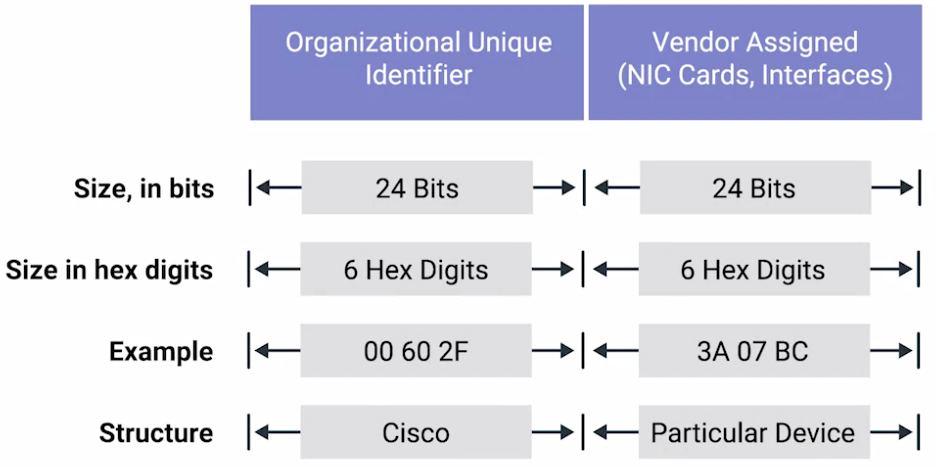 Organizational Unique
Identifier
Vendor Assigned
(NIC Cards, Interfaces)
Size, in bits
24 Bits
24 Bits
Size in hex digits
6 Hex Digits
6 Hex Digits
Example
00 60 2F
3A 07 BC
Structure
Cisco
Particular Device